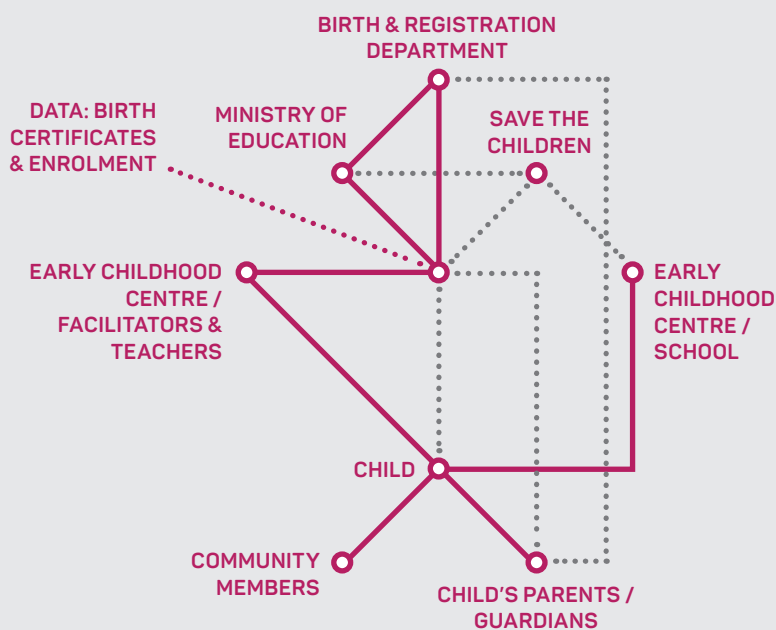 BIRTH & REGISTRATION
DEPARTMENT
DATA: BIRTH
CERTIFICATES
& ENROLMENT
MINISTRY OF
EDUCATION
SAVE THE
CHILDREN
EARLY CHILDHOOD
CENTRE /
FACILITATORS &
TEACHERS
EARLY
CHILDHOOD
CENTRE /
SCHOOL
CHILD
COMMUNITY
MEMBERS
CHILD'S PARENTS /
GUARDIANS